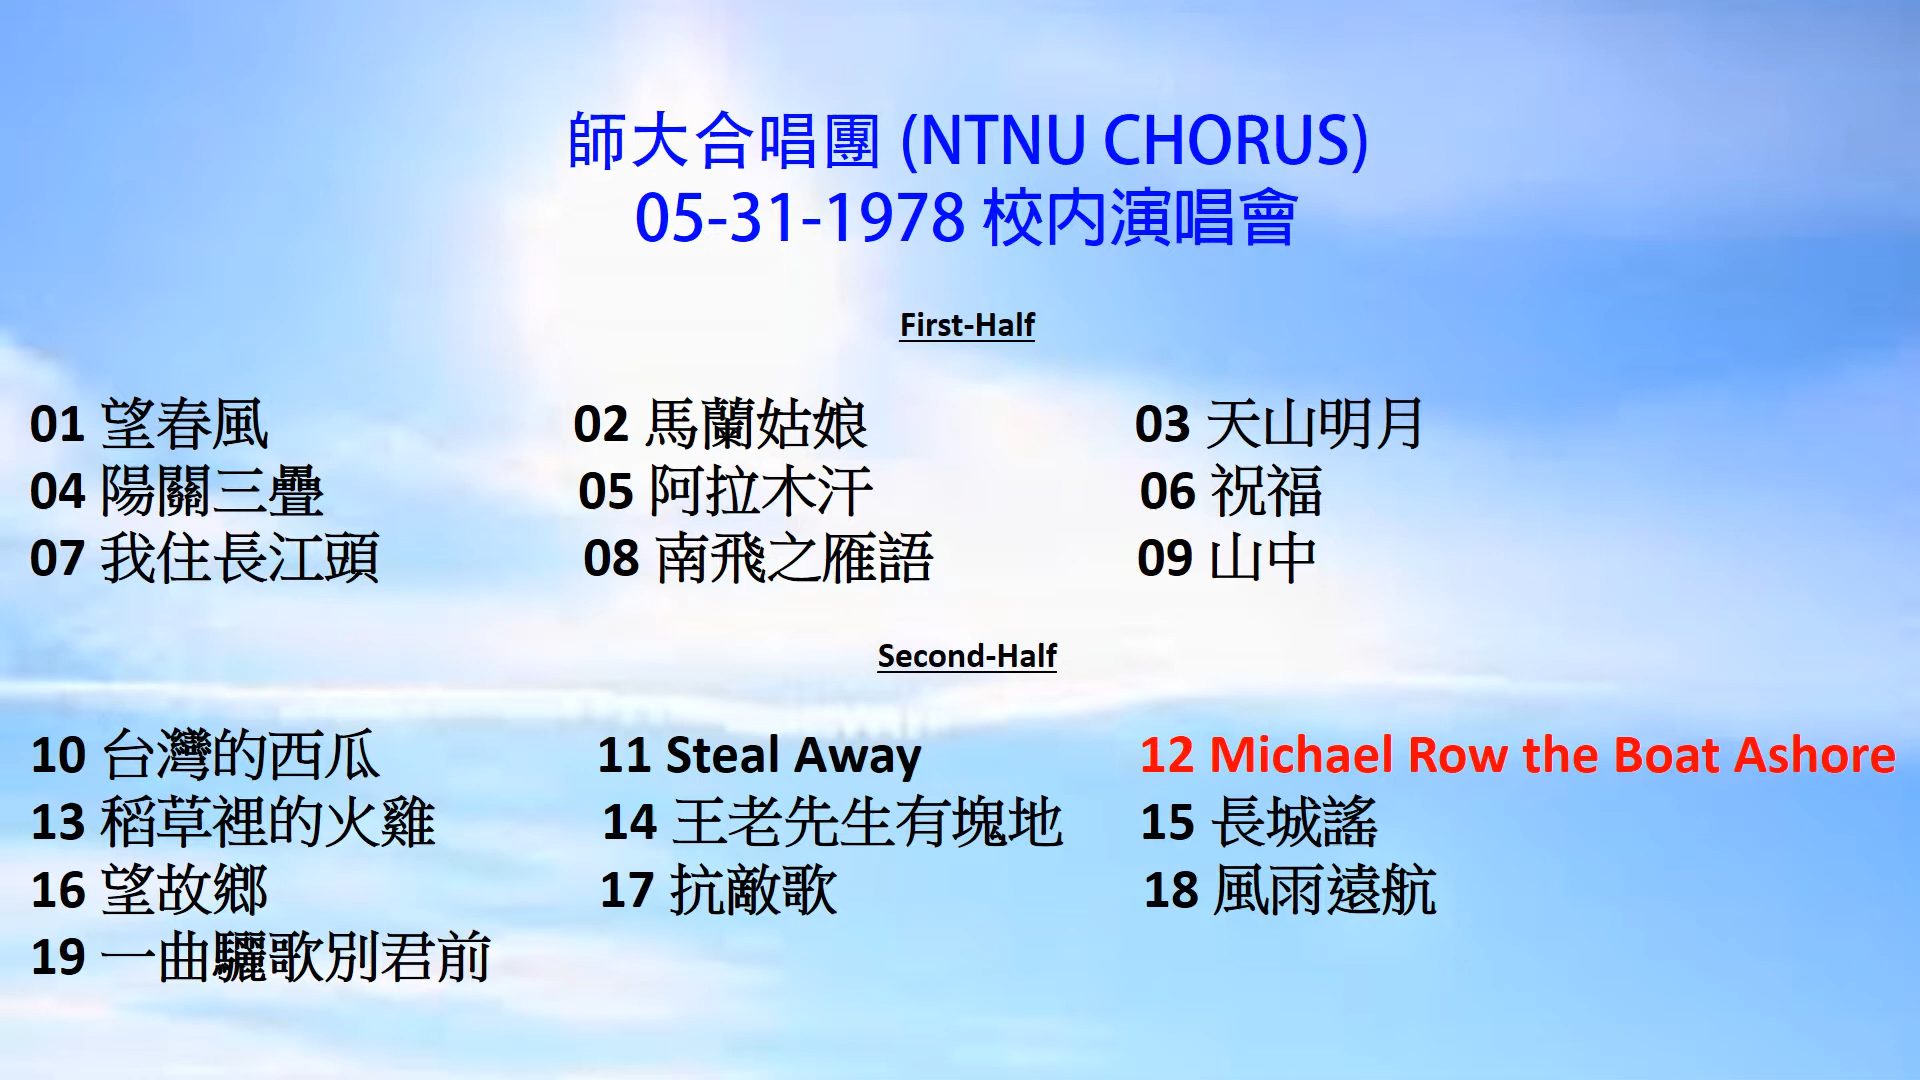 師大合唱團 (NTNU CHORUS)
05-31-1978 校内演唱會
First-Half
01 望春風 02 馬蘭姑娘 03 天山明月
04 陽關三疊 05 阿拉木汗 06 祝福
07 我住長江頭 08 南飛之雁語 09 山中
Second-Half
10 台灣的西瓜 11 Steal Away 12 Michael Row the Boat Ashore
13 稻草裡的火雞 14 王老先生有塊地 15 長城謠
16 望故鄉 17 抗敵歌 18 風雨遠航
19 一曲驪歌別君前